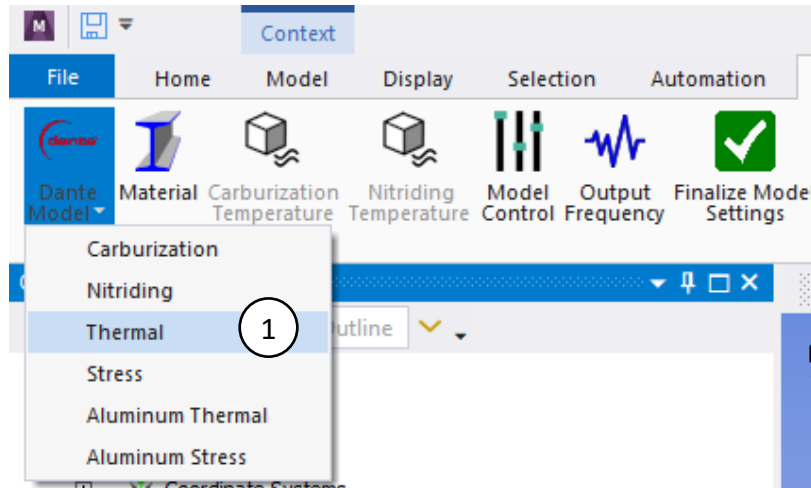 M
Context
File Home Model Display Selection Automation
dante
Dante Model
Material
Carburization Temperature
Nitriding Temperature
Model Control
Output Frequency
Finalize Model Settings
Carburization
Nitriding
Thermal 1
Stress
Aluminum Thermal
Aluminum Stress
Coordinate Systems